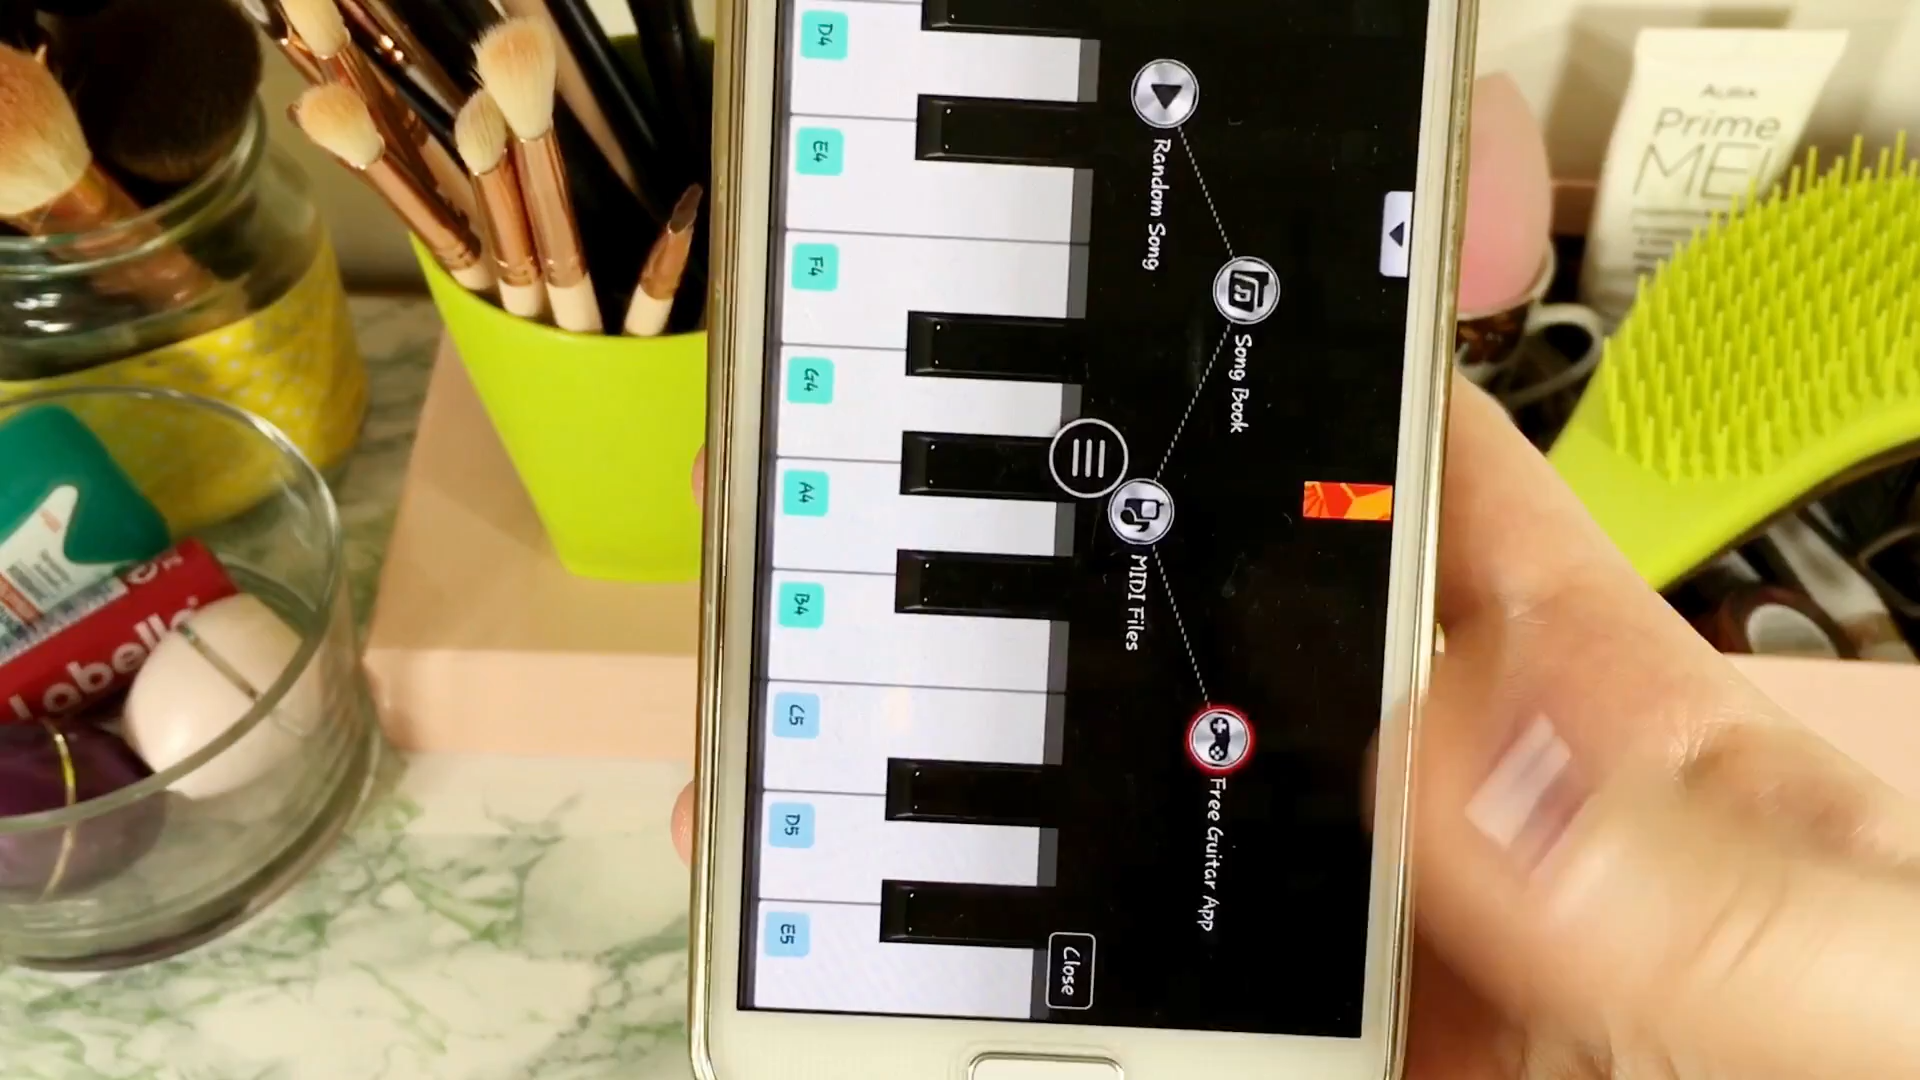 D4
E4
F4
G4
A4
B4
C5
D5
E5
Random Song
Song Book
MIDI Files
Free Guitar App
Close
AURA
Prime
Labello